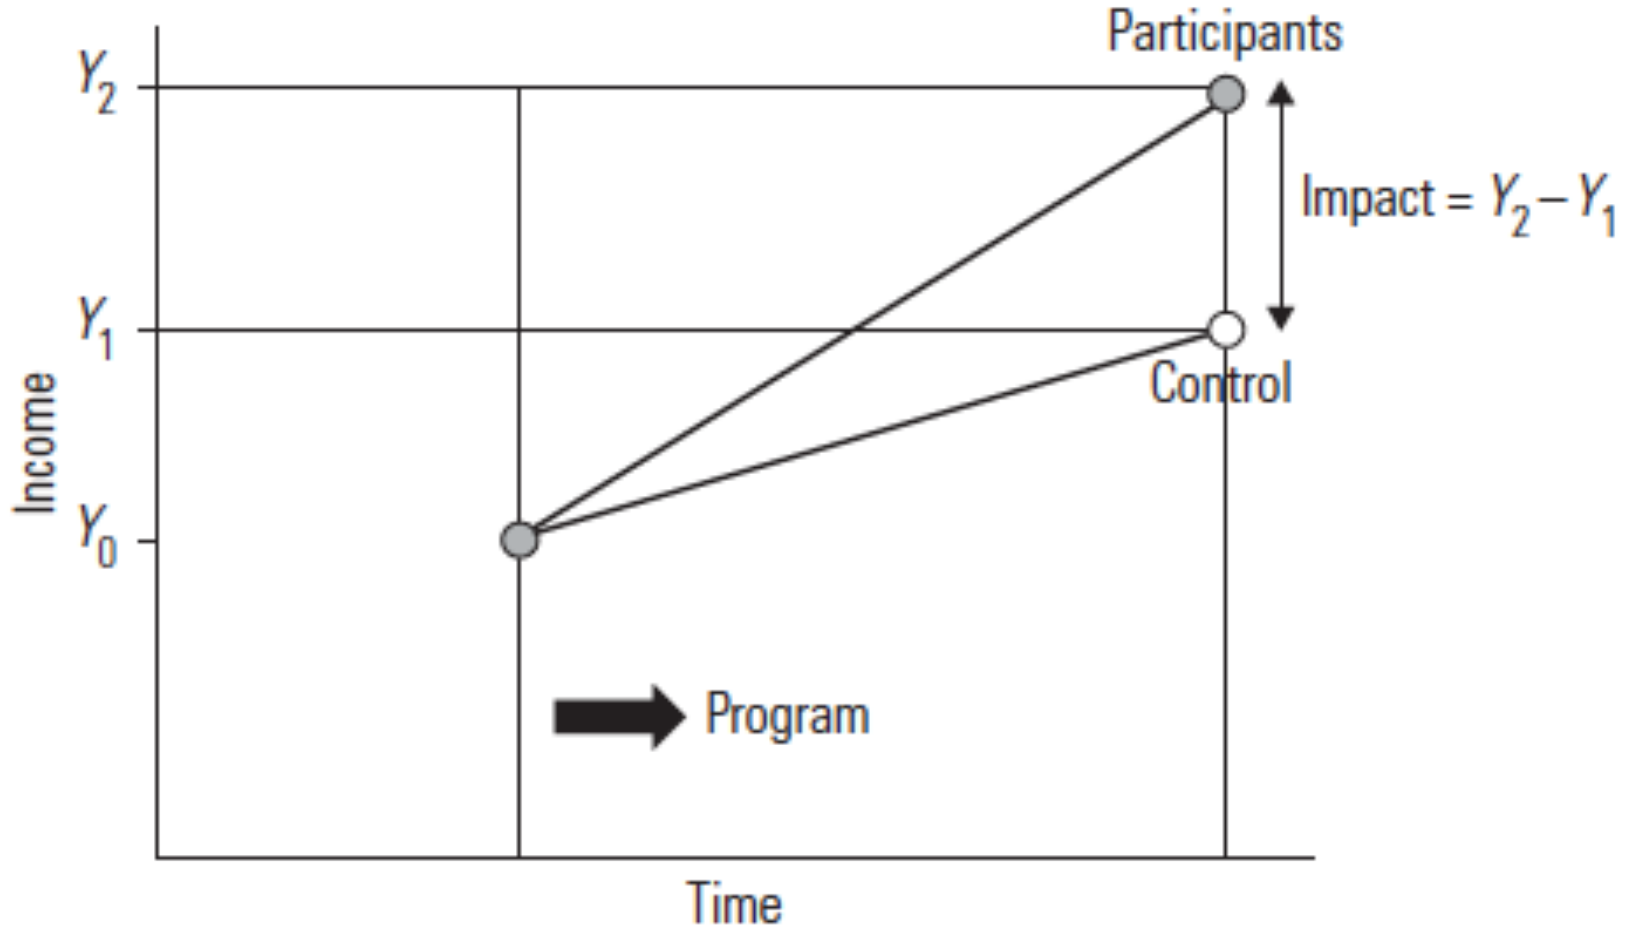 Participants
Y2
Impact = Y2 – Y1
Y1
Control
Income
Y0
Program
Time